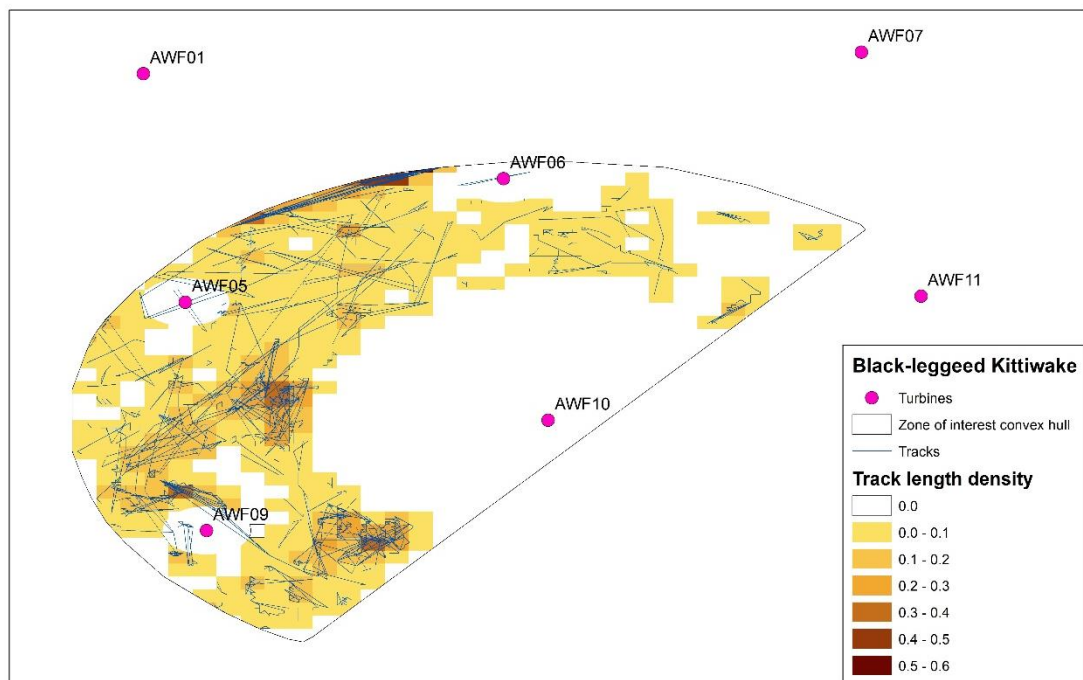 AWF01
AWF07
AWF06
AWF05
AWF11
AWF10
AWF09
Black-leggeed Kittiwake
Turbines
Zone of interest convex hull
Tracks
Track length density
0.0
0.0 - 0.1
0.1 - 0.2
0.2 - 0.3
0.3 - 0.4
0.4 - 0.5
0.5 - 0.6